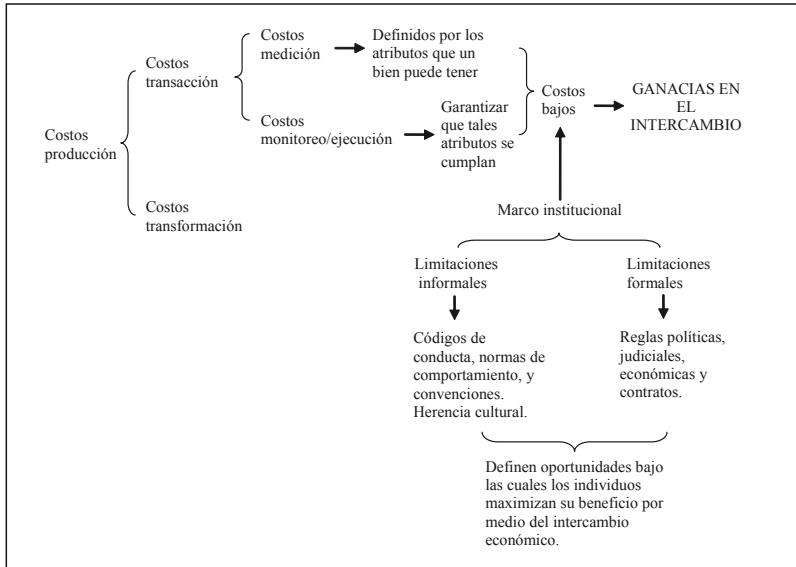 Costos
producción
Costos
transacción
Costos
transformación
Costos
medición
Costos
monitoreo/ejecución
Definidos por los
atributos que un
bien puede tener
Garantizar
que tales
atributos se
cumplan
Costos
bajos
GANACIAS EN
EL
INTERCAMBIO
Marco institucional
Limitaciones
informales
Códigos de
conducta, normas de
comportamiento, y
convenciones.
Herencia cultural.
Limitaciones
formales
Reglas políticas,
judiciales,
económicas y
contratos.
Definen oportunidades bajo
las cuales los individuos
maximizan su beneficio por
medio del intercambio
económico.